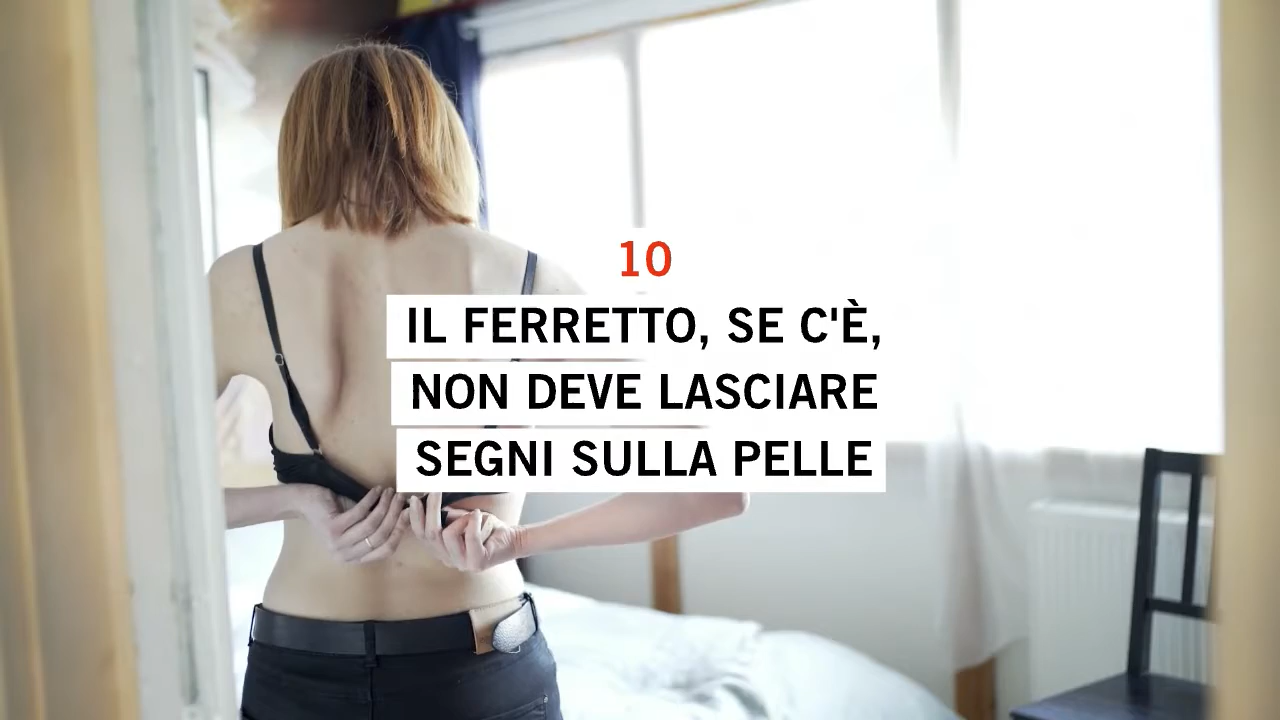 10
IL FERRETTO, SE C'È,
NON DEVE LASCIARE
SEGNI SULLA PELLE